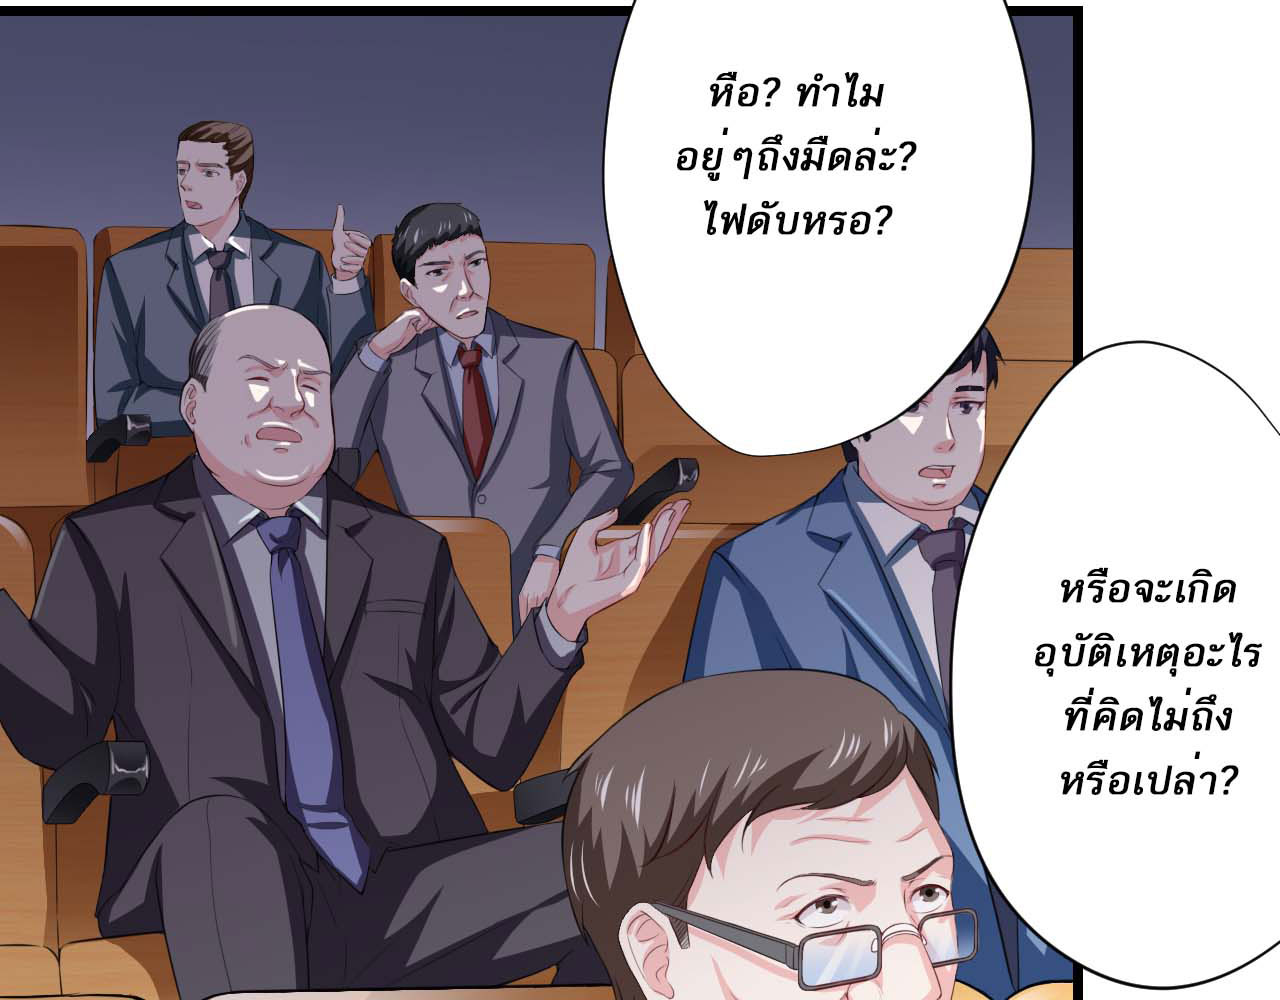 หือ? ทำไม
อยู่ๆถึงมืดล่ะ?
ไฟดับหรอ?
หรือจะเกิด
อุบัติเหตุอะไร
ที่คิดไม่ถึง
หรือเปล่า?